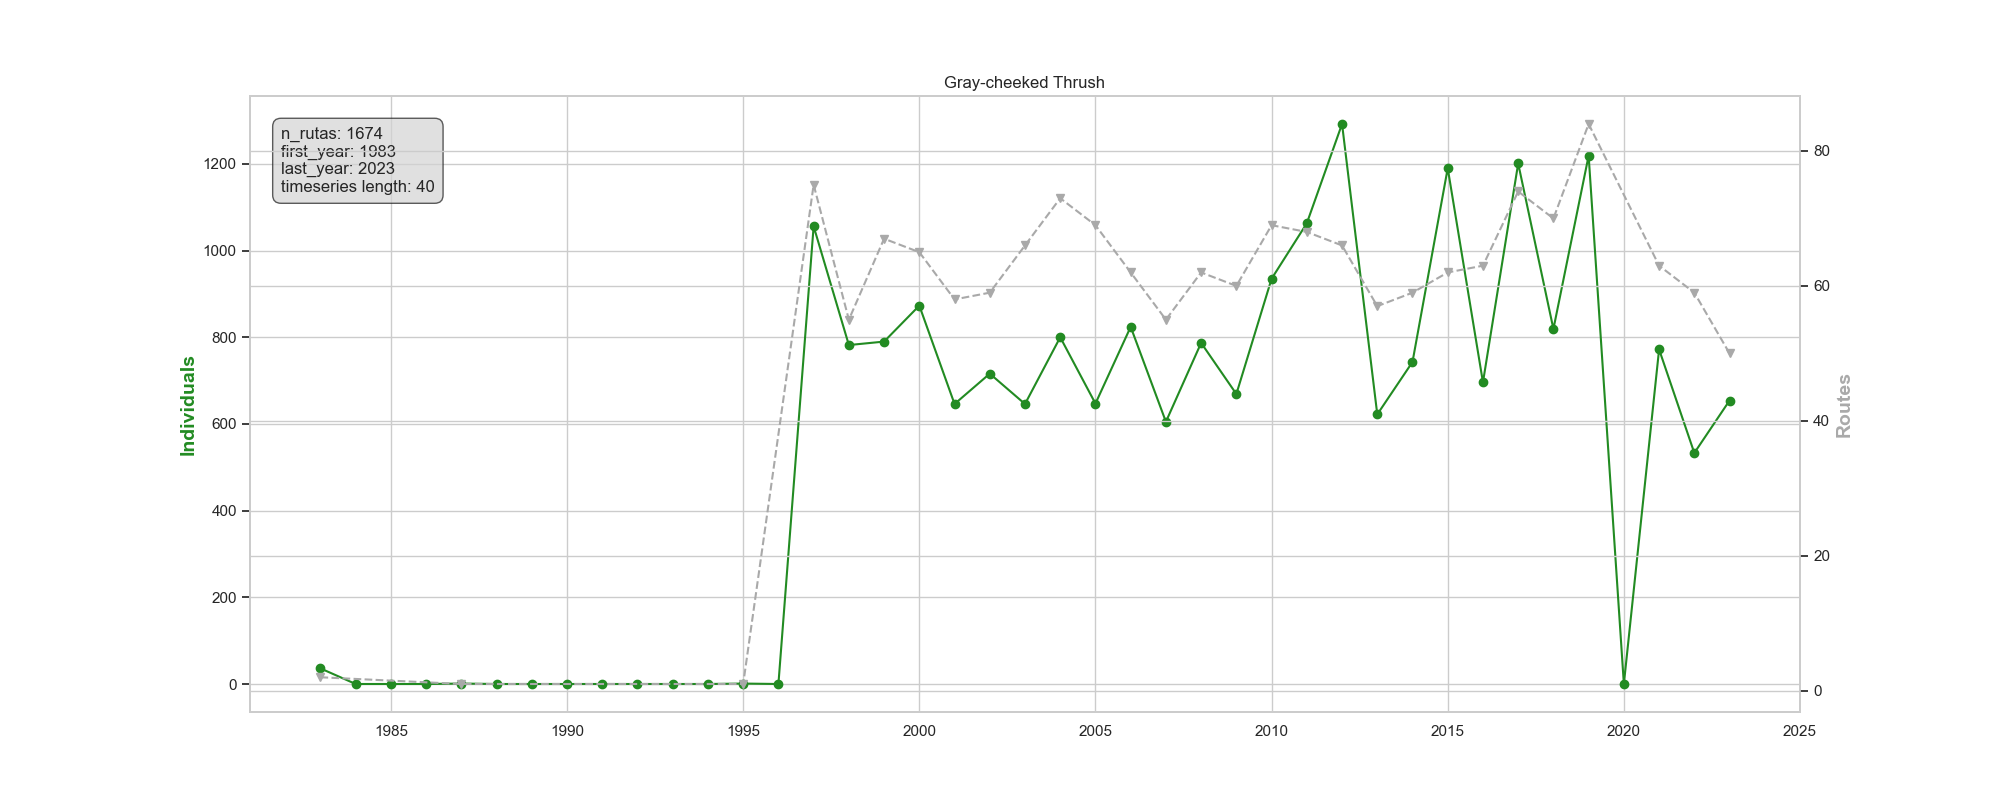 Gray-cheeked Thrush
n_rutas: 1674
first_year: 1983
last_year: 2023
timeseries length: 40
Individuals
1200
1000
800
600
400
200
0
80
60
40
20
0
Routes
1985 1990 1995 2000 2005 2010 2015 2020 2025